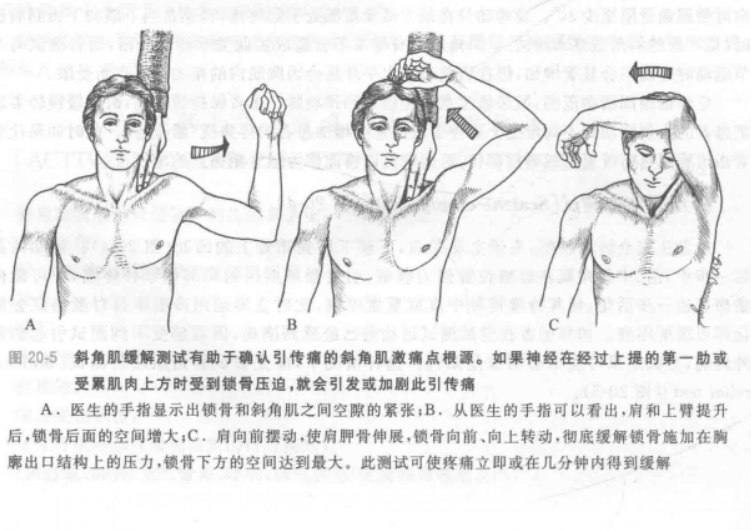 A
B
C
图 20-5 斜角肌缓解测试有助于确认引传痛的斜角肌激痛点根源。如果神经在经过上提的第一肋或
受累肌肉上方时受到锁骨压迫,就会引发或加剧此引传痛
A、医生的手指显示出锁骨和斜角肌之间空隙的紧张;B、从医生的手指可以看出,肩和上臂提升
后,锁骨后面的空间增大;C、肩向前摆动,使肩胛骨伸展,锁骨向前、向上转动,彻底缓解锁骨施加在胸
廓出口结构上的压力,锁骨下方的空间达到最大。此测试可使疼痛立即或在几分钟内得到缓解